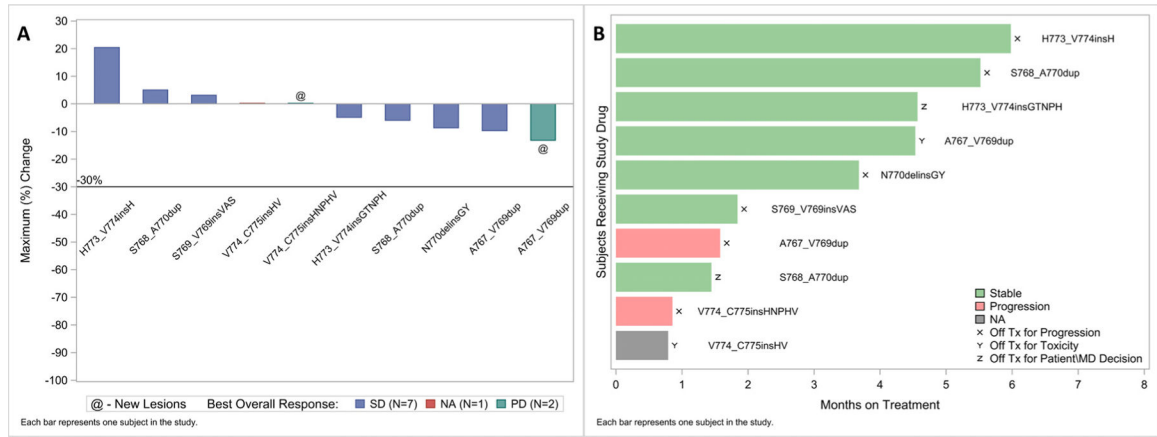 A
30
20
10
0
-10
-20
-30
-40
-50
-60
-70
-80
-90
-100
Maximum (%) Change
@
@
-30%
H773_V774insH
S768_A770dup
S769_V769insVAS
V774_C775insHV
V774_C775insHNPHV
H773_V774insGTNPH
S768_A770dup
N770delinsGY
A767_V769dup
A767_V769dup
@ - New Lesions Best Overall Response: SD (N=7) NA (N=1) PD (N=2)
Each bar represents one subject in the study.
B
Subjects Receiving Study Drug
H773_V774insH
S768_A770dup
H773_V774insGTNPH
A767_V769dup
N770delinsGY
S769_V769insVAS
A767_V769dup
S768_A770dup
V774_C775insHNPHV
V774_C775insHV
Stable
Progression
NA
× Off Tx for Progression
Y Off Tx for Toxicity
Z Off Tx for Patient\MD Decision
0 1 2 3 4 5 6 7 8
Months on Treatment
Each bar represents one subject in the study.